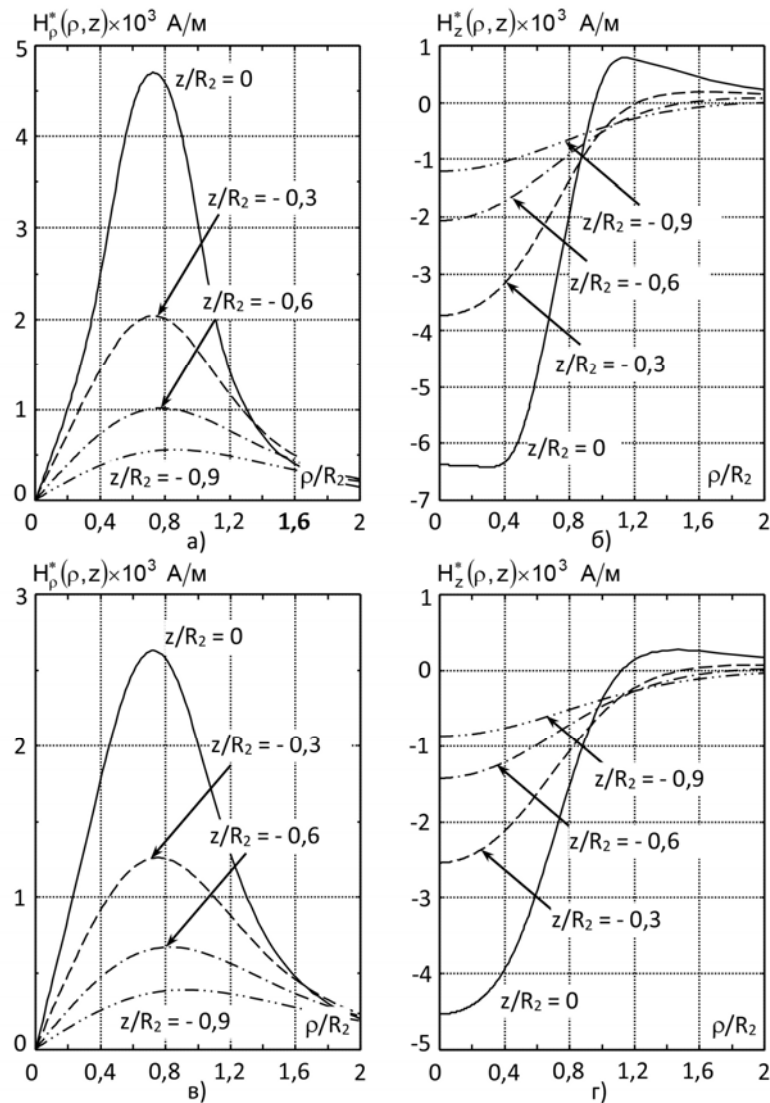 H*ρ(ρ,z)×10³ А/м
5
4
3
2
1
0
z/R₂ = 0
z/R₂ = - 0,3
z/R₂ = - 0,6
z/R₂ = - 0,9
ρ/R₂
0 0,4 0,8 1,2 1,6 2
а)
H*z(ρ,z)×10³ А/м
1
0
-1
-2
-3
-4
-5
-6
-7
z/R₂ = - 0,9
z/R₂ = - 0,6
z/R₂ = - 0,3
z/R₂ = 0
ρ/R₂
0 0,4 0,8 1,2 1,6 2
б)
H*ρ(ρ,z)×10³ А/м
3
2
1
0
z/R₂ = 0
z/R₂ = - 0,3
z/R₂ = - 0,6
z/R₂ = - 0,9
ρ/R₂
0 0,4 0,8 1,2 1,6 2
в)
H*z(ρ,z)×10³ А/м
1
0
-1
-2
-3
-4
-5
z/R₂ = - 0,9
z/R₂ = - 0,6
z/R₂ = - 0,3
z/R₂ = 0
ρ/R₂
0 0,4 0,8 1,2 1,6 2
г)